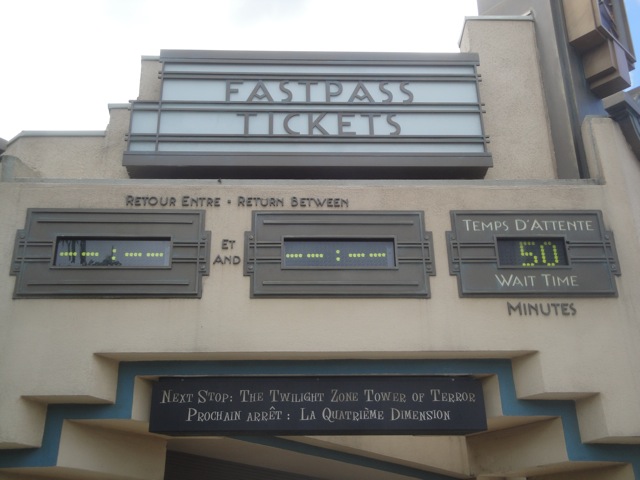 FASTPASS
TICKETS
RETOUR ENTRE • RETURN BETWEEN
--:-- ET AND --:--
TEMPS D'ATTENTE
50
WAIT TIME
MINUTES
NEXT STOP: THE TWILIGHT ZONE TOWER OF TERROR
PROCHAIN ARRÊT : LA QUATRIÈME DIMENSION